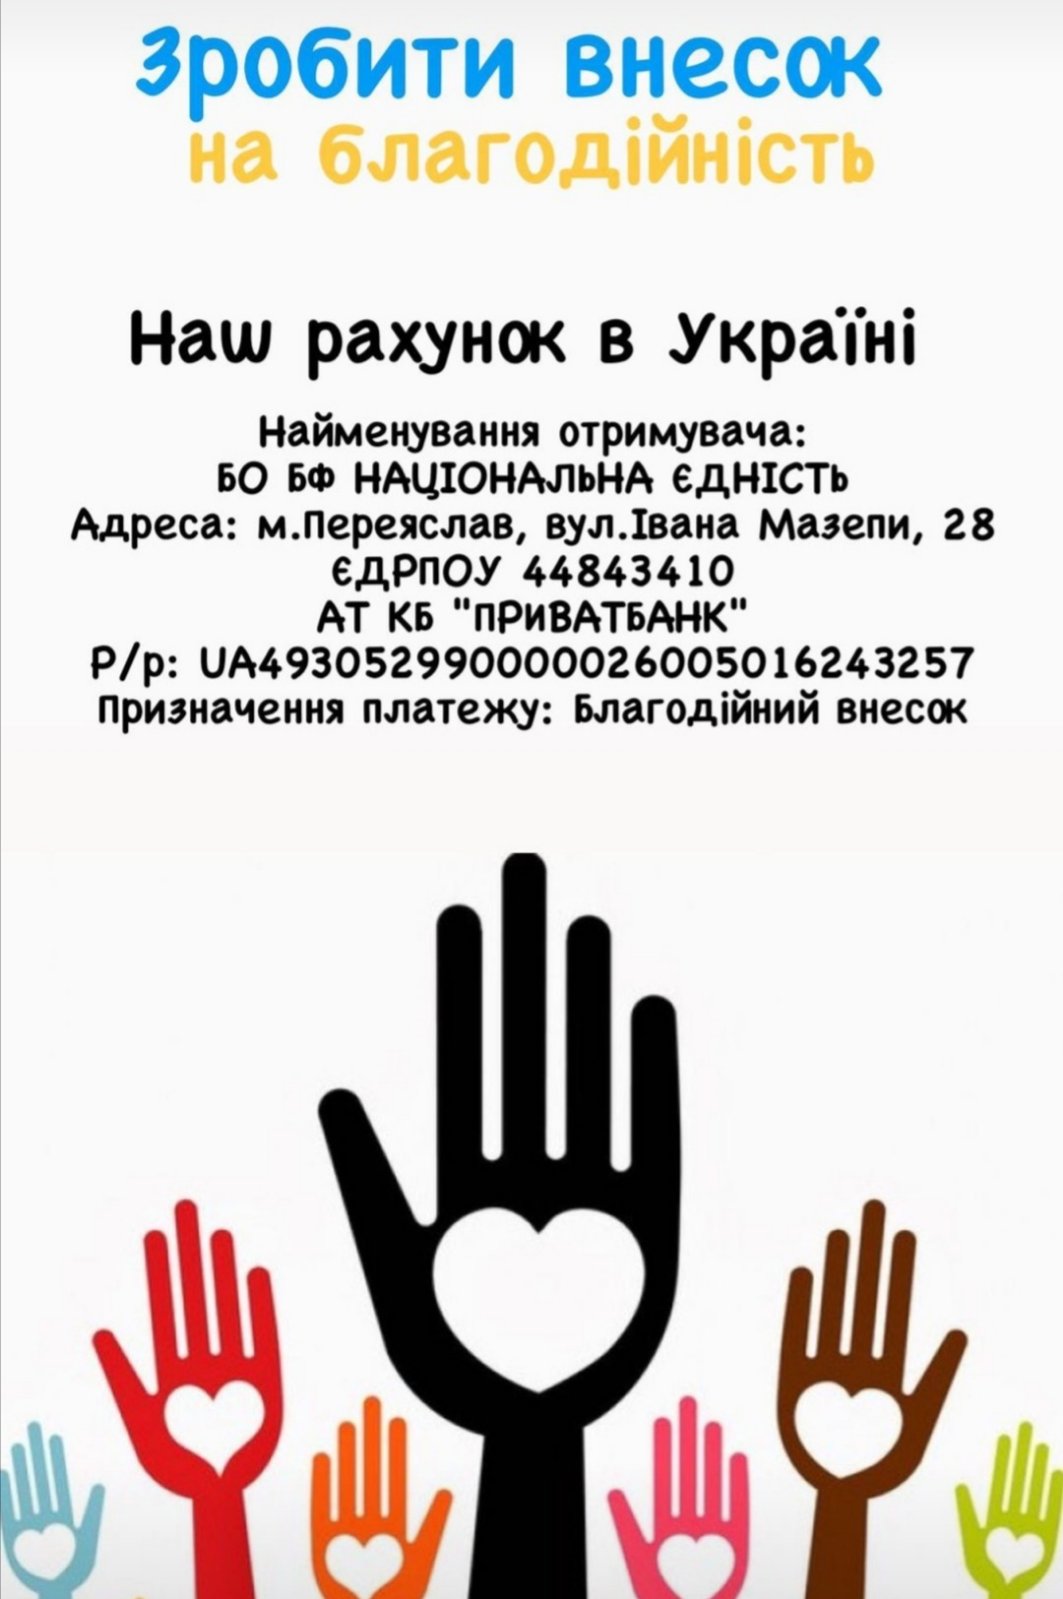 Зробити внесок
на благодійність
Наш рахунок в Україні
Найменування отримувача:
БО БФ НАЦІОНАЛЬНА ЄДНІСТЬ
Адреса: м.Переяслав, вул.Івана Мазепи, 28
ЄДРПОУ 44843410
АТ КБ "ПРИВАТБАНК"
Р/р: UA493052990000026005016243257
Призначення платежу: Благодійний внесок